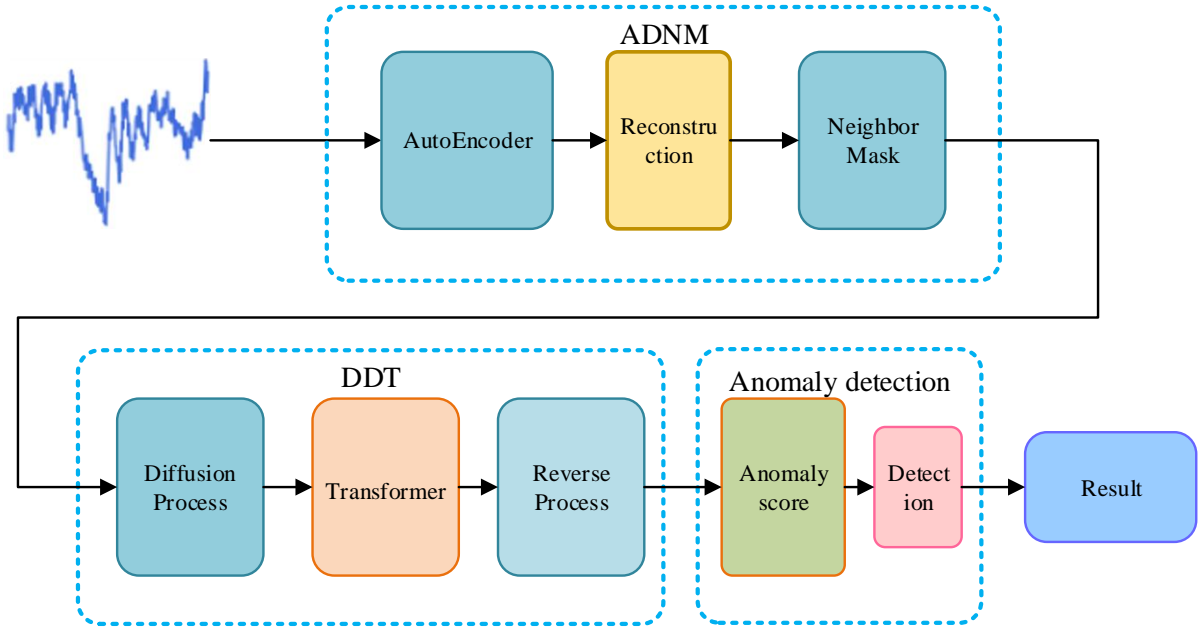 ADNM
AutoEncoder
Reconstru
ction
Neighbor
Mask
DDT
Diffusion
Process
Transformer
Reverse
Process
Anomaly detection
Anomaly
score
Detect
ion
Result